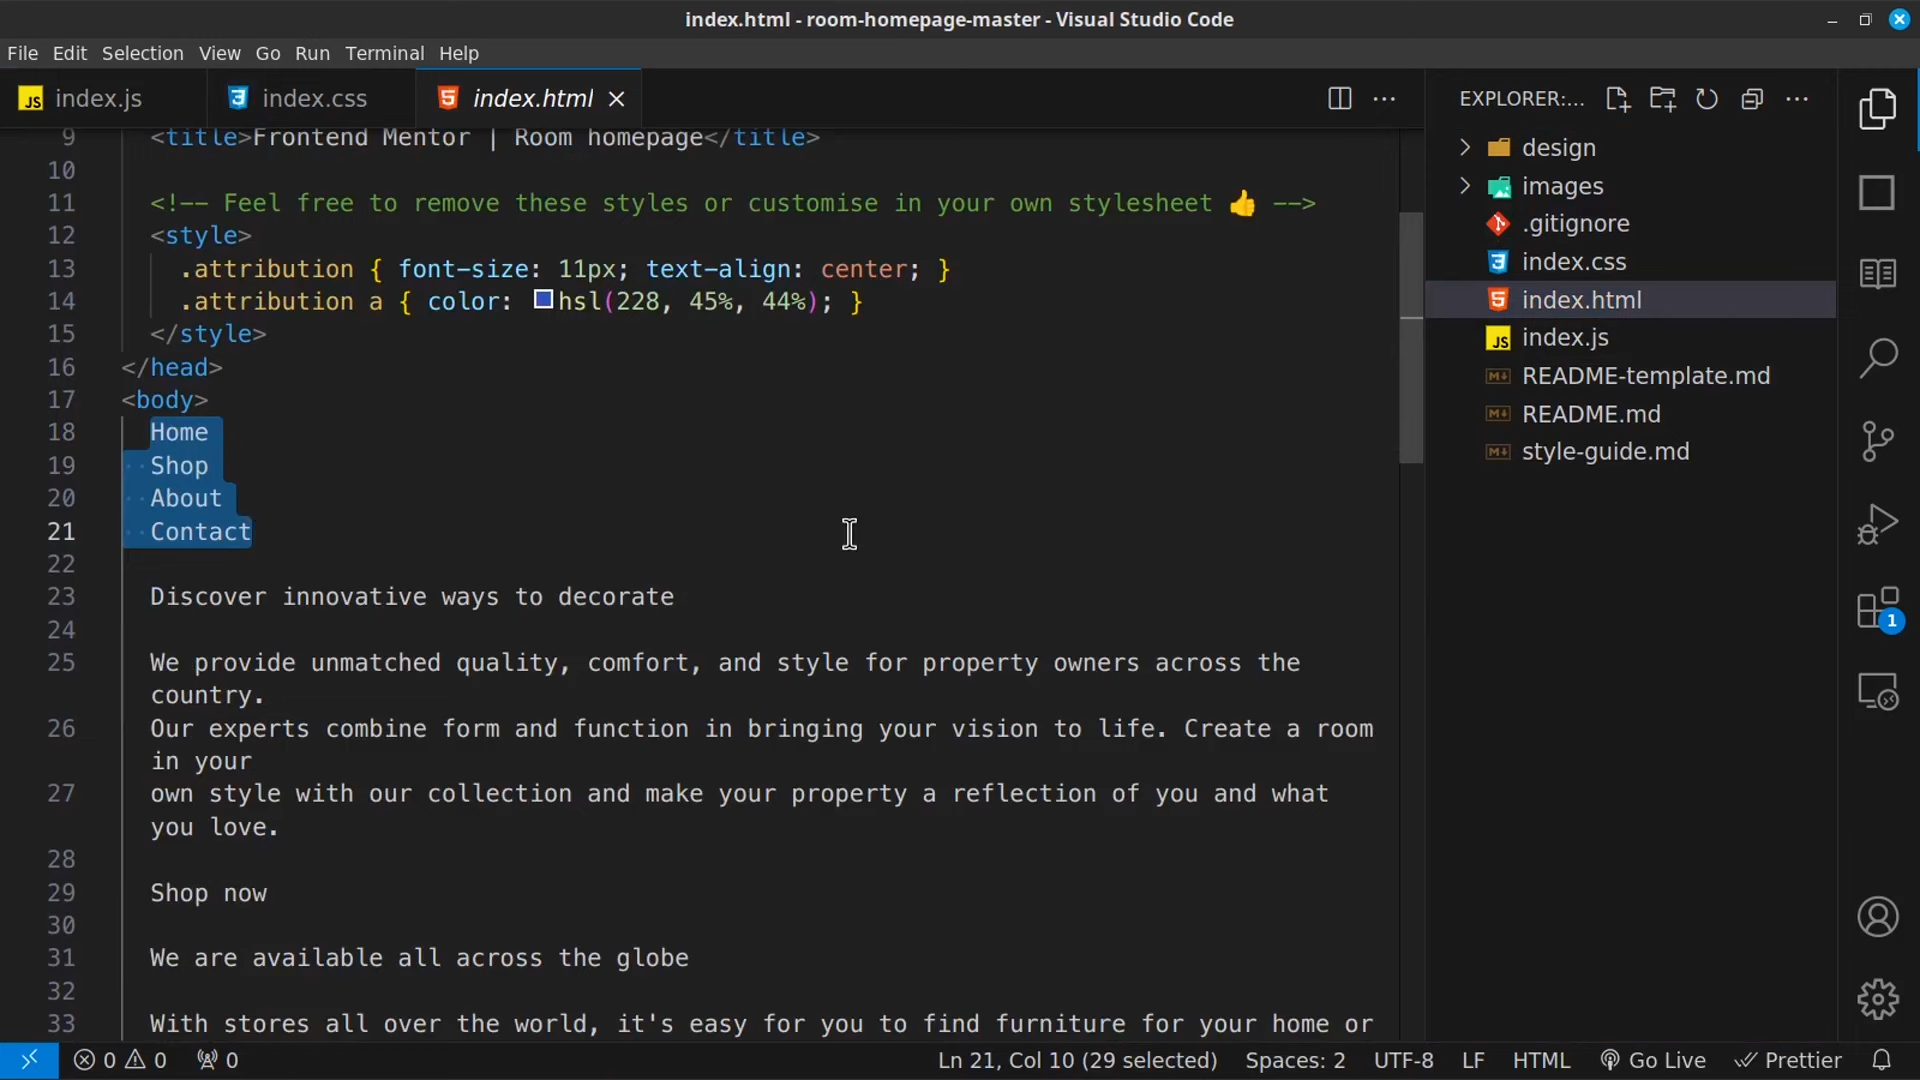 index.html - room-homepage-master - Visual Studio Code
File Edit Selection View Go Run Terminal Help
JS index.js
index.css
index.html
EXPLORER:...
9 <title>Frontend Mentor | Room homepage</title>
10
11 <!-- Feel free to remove these styles or customise in your own stylesheet 👍 -->
12 <style>
13 .attribution { font-size: 11px; text-align: center; }
14 .attribution a { color: hsl(228, 45%, 44%); }
15 </style>
16 </head>
17 <body>
18 Home
19 Shop
20 About
21 Contact
22
23 Discover innovative ways to decorate
24
25 We provide unmatched quality, comfort, and style for property owners across the
country.
26 Our experts combine form and function in bringing your vision to life. Create a room
in your
27 own style with our collection and make your property a reflection of you and what
you love.
28
29 Shop now
30
31 We are available all across the globe
32
33 With stores all over the world, it's easy for you to find furniture for your home or
design
images
.gitignore
index.css
index.html
JS index.js
README-template.md
README.md
style-guide.md
1
0 0 0
Ln 21, Col 10 (29 selected) Spaces: 2 UTF-8 LF HTML Go Live Prettier